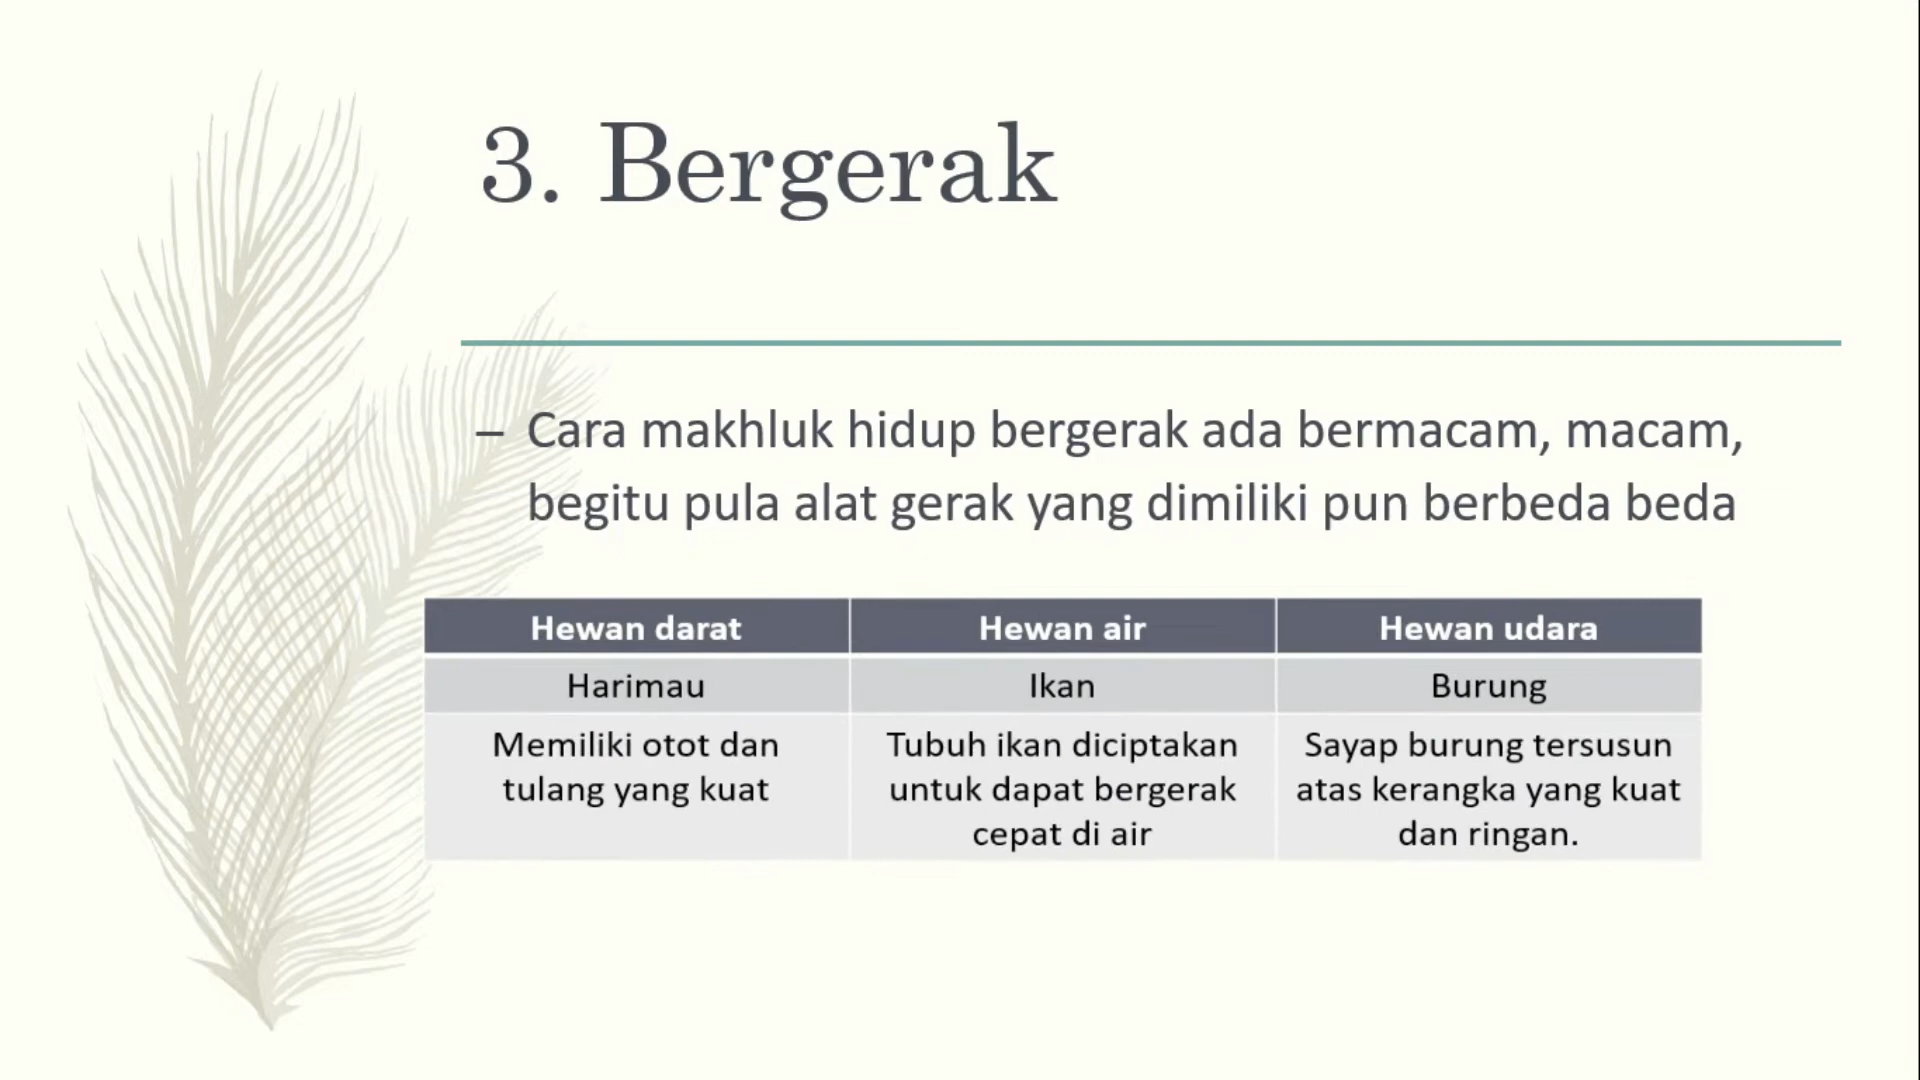 3. Bergerak
– Cara makhluk hidup bergerak ada bermacam, macam,
begitu pula alat gerak yang dimiliki pun berbeda beda
Hewan darat Hewan air Hewan udara
Harimau Ikan Burung
Memiliki otot dan
tulang yang kuat
Tubuh ikan diciptakan
untuk dapat bergerak
cepat di air
Sayap burung tersusun
atas kerangka yang kuat
dan ringan.